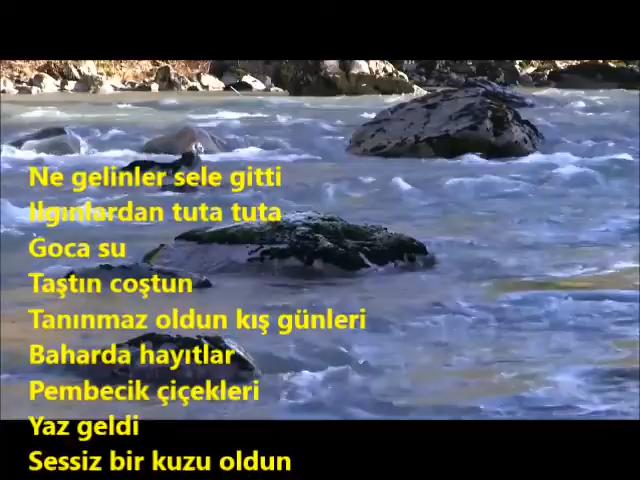 Ne gelinler sele gitti
Ilgınlardan tuta tuta
Goca su
Taştın coştun
Tanınmaz oldun kış günleri
Baharda hayıtlar
Pembecik çiçekleri
Yaz geldi
Sessiz bir kuzu oldun